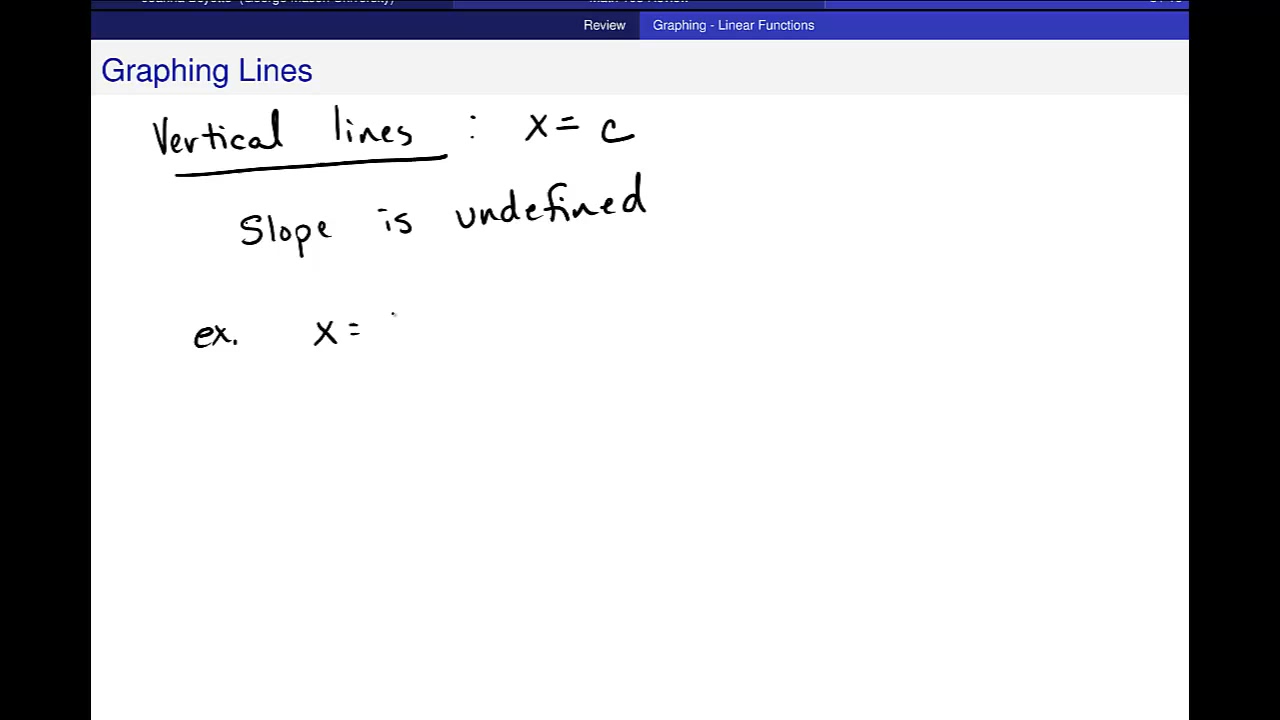 Review Graphing - Linear Functions
Graphing Lines
Vertical lines : x = c
Slope is undefined
ex. x =